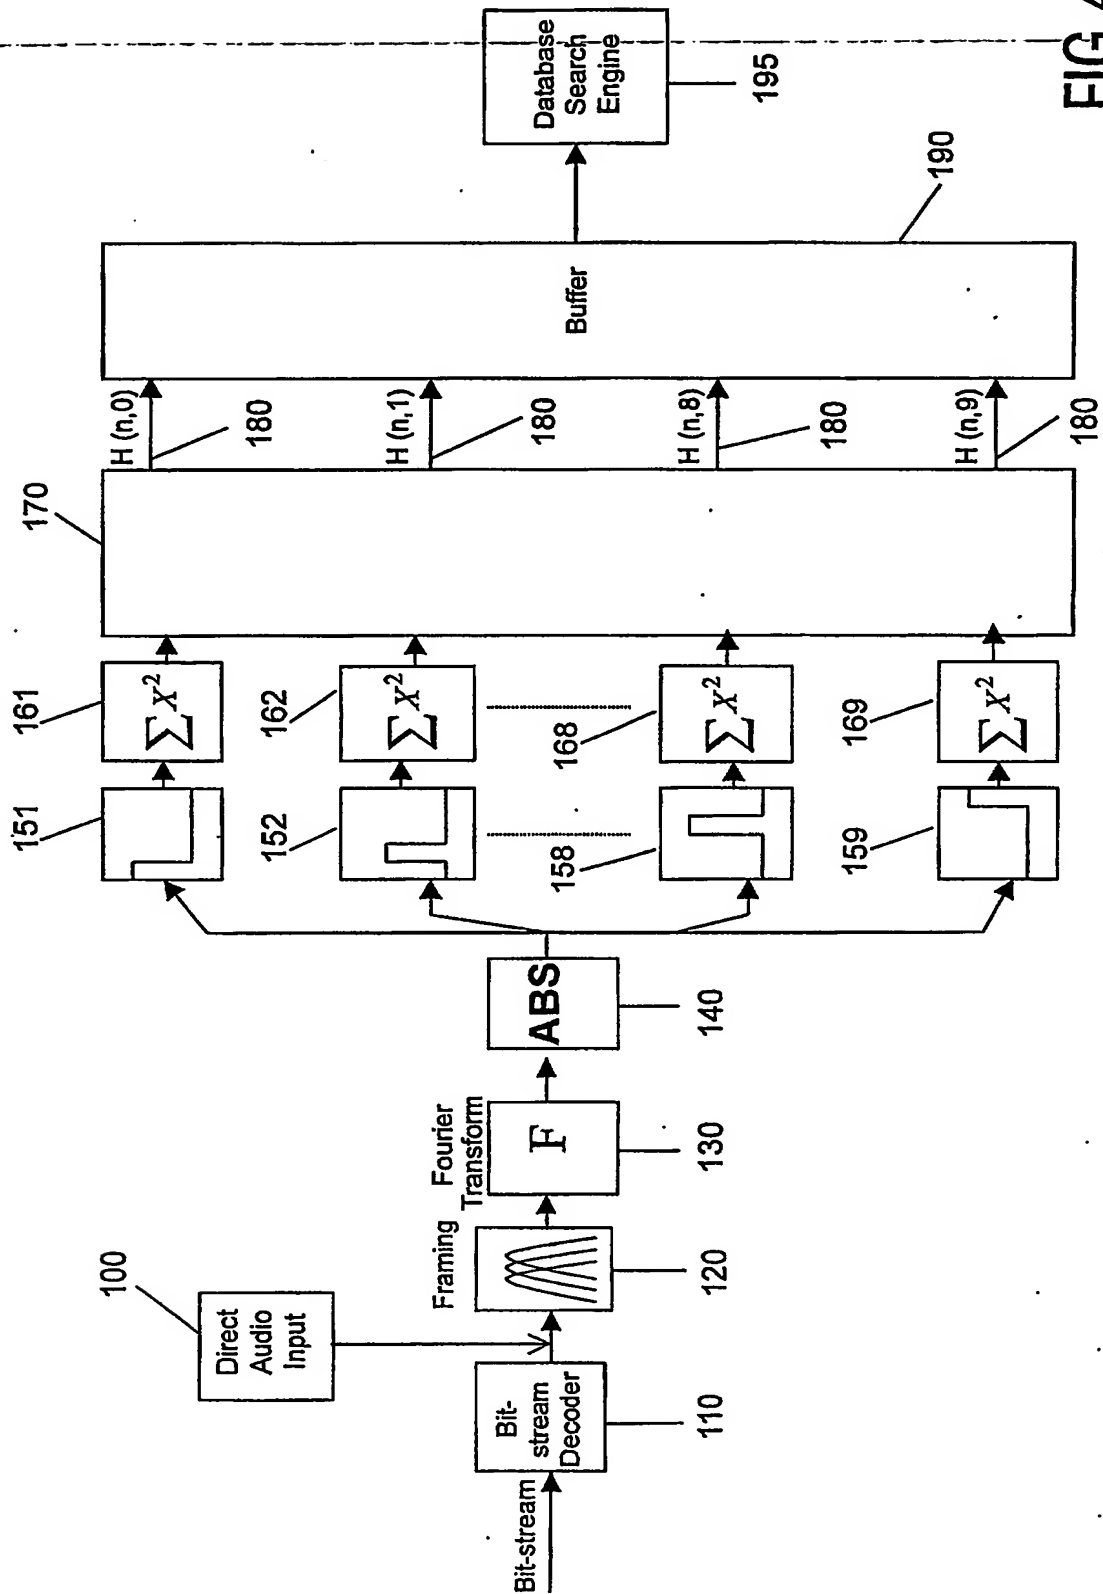 Bit-stream
Bit-
stream
Decoder
110
Direct
Audio
Input
100
Framing
120
Fourier
Transform
F
130
ABS
140
151
161
∑ X²
152
162
∑ X²
158
168
∑ X²
159
169
∑ X²
170
H (n,0)
180
H (n,1)
180
H (n,8)
180
H (n,9)
180
Buffer
190
Database
Search
Engine
195
FIG